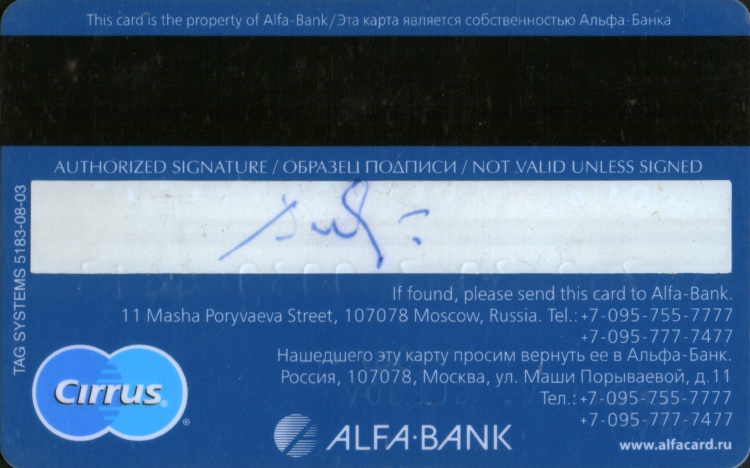 This card is the property of Alfa-Bank/Эта карта является собственностью Альфа-Банка
AUTHORIZED SIGNATURE / ОБРАЗЕЦ ПОДПИСИ / NOT VALID UNLESS SIGNED
TAG SYSTEMS 5183-08-03
If found, please send this card to Alfa-Bank.
11 Masha Poryvaeva Street, 107078 Moscow, Russia. Tel.: +7-095-755-7777
+7-095-777-7477
Нашедшего эту карту просим вернуть ее в Альфа-Банк.
Россия, 107078, Москва, ул. Маши Порываевой, д.11
Тел.: +7-095-755-7777
+7-095-777-7477
Cirrus®
ALFA·BANK
www.alfacard.ru